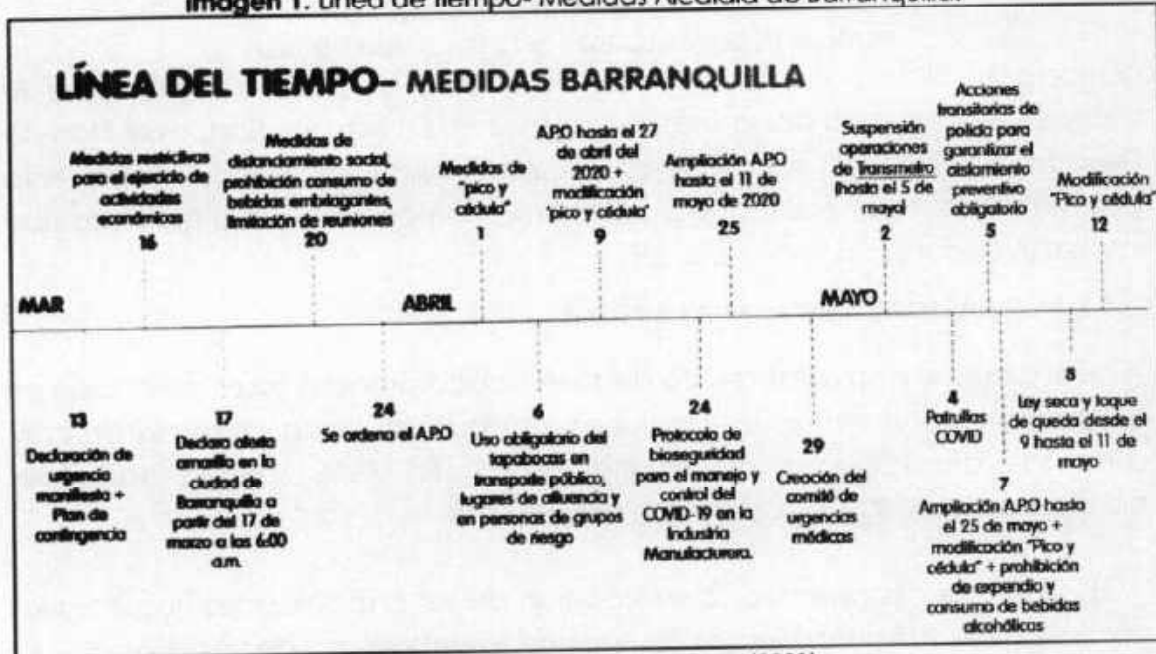 Imagen 1. Línea de tiempo- Medidas Alcaldía de Barranquilla.
LÍNEA DEL TIEMPO- MEDIDAS BARRANQUILLA
Medidas restrictivas
para el ejercicio de
actividades
económicas
16
Medidas de
distanciamiento social,
prohibición consumo de
bebidas embriagantes,
limitación de reuniones
20
Medidas de
"pico y
cédula"
1
A.P.O hasta el 27
de abril del
2020 +
modificación
"pico y cédula"
9
Ampliación A.P.O
hasta el 11 de
mayo de 2020
25
Suspensión
operaciones
de Transmetro
(hasta el 5 de
mayo)
2
Acciones
transitorias de
policía para
garantizar el
aislamiento
preventivo
obligatorio
5
Modificación
"Pico y cédula"
12
MAR
ABRIL
MAYO
13
Declaración de
urgencia
manifiesta +
Plan de
contingencia
17
Declara alerta
amarilla en la
ciudad de
Barranquilla a
partir del 17 de
marzo a las 6:00
a.m.
24
Se ordena el A.P.O
6
Uso obligatorio del
tapabocas en
transporte público,
lugares de afluencia y
en personas de grupos
de riesgo
24
Protocolo de
bioseguridad
para el manejo y
control del
COVID-19 en la
Industria
Manufacturera.
29
Creación del
comité de
urgencias
médicas
4
Patrullas
COVID
7
Ampliación A.P.O hasta
el 25 de mayo +
modificación "Pico y
cédula" + prohibición
de expendio y
consumo de bebidas
alcohólicas
8
Ley seca y toque
de queda desde el
9 hasta el 11 de
mayo